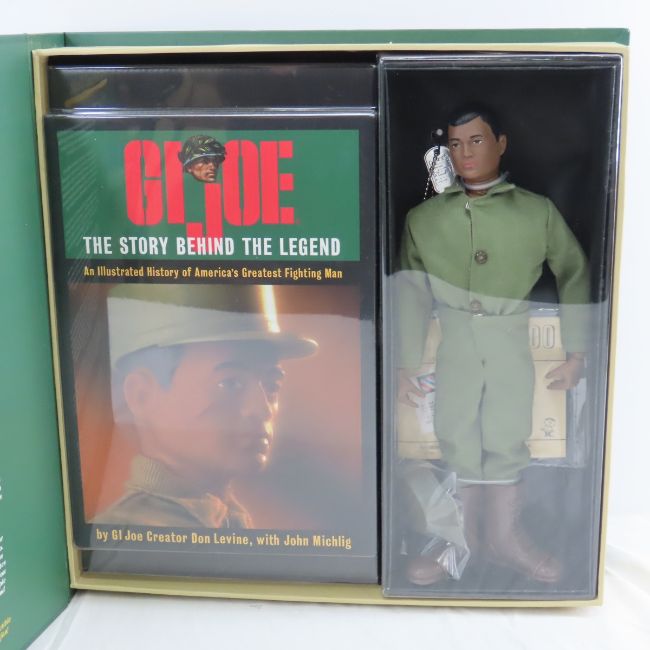 GI JOE
THE STORY BEHIND THE LEGEND
An Illustrated History of America's Greatest Fighting Man
by GI Joe Creator Don Levine, with John Michlig